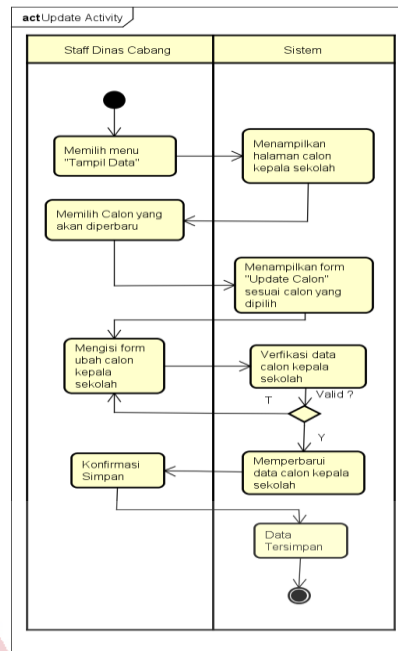 act Update Activity
Staff Dinas Cabang
Sistem
Memilih menu
"Tampil Data"
Menampilkan
halaman calon
kepala sekolah
Memilih Calon yang
akan diperbaru
Menampilkan form
"Update Calon"
sesuai calon yang
dipilih
Mengisi form
ubah calon
kepala
sekolah
Verfikasi data
calon kepala
sekolah
T
Valid ?
Y
Memperbarui
data calon kepala
sekolah
Konfirmasi
Simpan
Data
Tersimpan